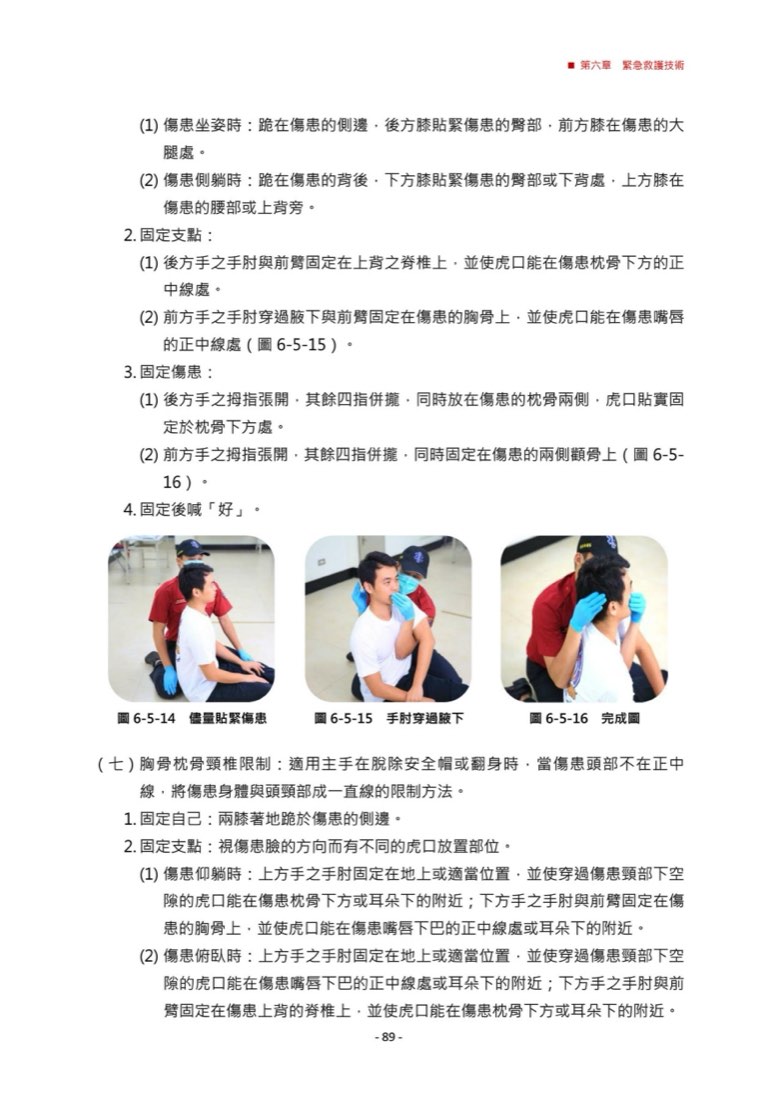 ■ 第六章　緊急救護技術
(1) 傷患坐姿時：跪在傷患的側邊，後方膝貼緊傷患的臀部，前方膝在傷患的大
腿處。
(2) 傷患側躺時：跪在傷患的背後，下方膝貼緊傷患的臀部或下背處，上方膝在
傷患的腰部或上背旁。
2. 固定支點：
(1) 後方手之手肘與前臂固定在上背之脊椎上，並使虎口能在傷患枕骨下方的正
中線處。
(2) 前方手之手肘穿過腋下與前臂固定在傷患的胸骨上，並使虎口能在傷患嘴唇
的正中線處（圖 6-5-15）。
3. 固定傷患：
(1) 後方手之拇指張開，其餘四指併攏，同時放在傷患的枕骨兩側，虎口貼實固
定於枕骨下方處。
(2) 前方手之拇指張開，其餘四指併攏，同時固定在傷患的兩側顴骨上（圖 6-5-
16）。
4. 固定後喊「好」。
圖 6-5-14　儘量貼緊傷患
圖 6-5-15　手肘穿過腋下
圖 6-5-16　完成圖
（七）胸骨枕骨頸椎限制：適用主手在脫除安全帽或翻身時，當傷患頭部不在正中
線，將傷患身體與頭頸部成一直線的限制方法。
1. 固定自己：兩膝著地跪於傷患的側邊。
2. 固定支點：視傷患臉的方向而有不同的虎口放置部位。
(1) 傷患仰躺時：上方手之手肘固定在地上或適當位置，並使穿過傷患頸部下空
隙的虎口能在傷患枕骨下方或耳朵下的附近；下方手之手肘與前臂固定在傷
患的胸骨上，並使虎口能在傷患嘴唇下巴的正中線處或耳朵下的附近。
(2) 傷患俯臥時：上方手之手肘固定在地上或適當位置，並使穿過傷患頸部下空
隙的虎口能在傷患嘴唇下巴的正中線處或耳朵下的附近；下方手之手肘與前
臂固定在傷患上背的脊椎上，並使虎口能在傷患枕骨下方或耳朵下的附近。
- 89 -